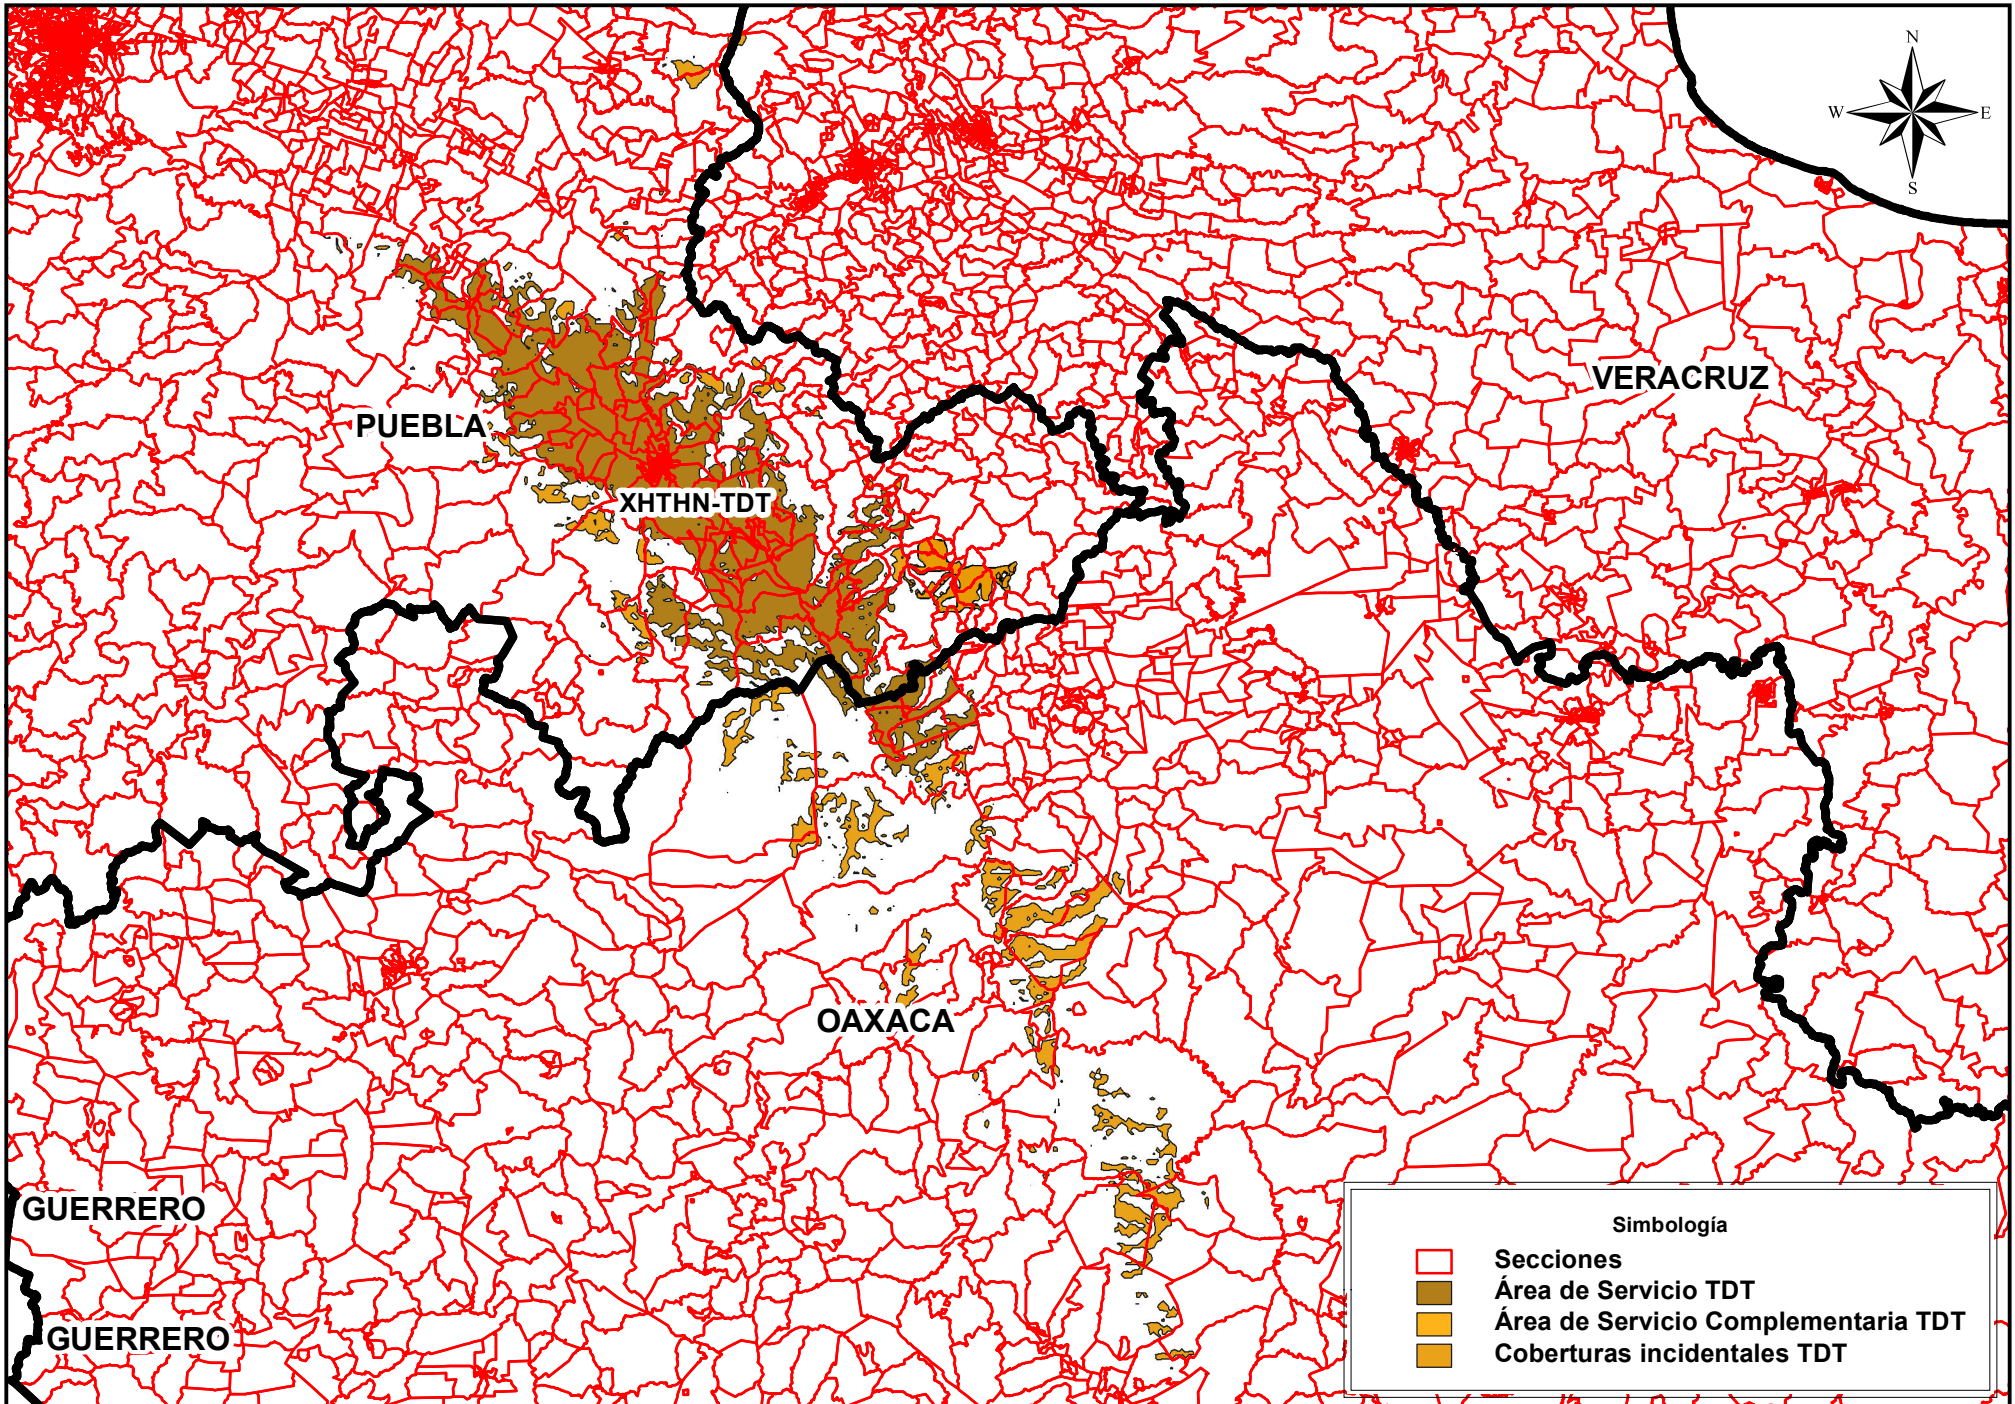 N
W
E
S
VERACRUZ
PUEBLA
XHTHN-TDT
OAXACA
GUERRERO
GUERRERO
Simbología
Secciones
Área de Servicio TDT
Área de Servicio Complementaria TDT
Coberturas incidentales TDT